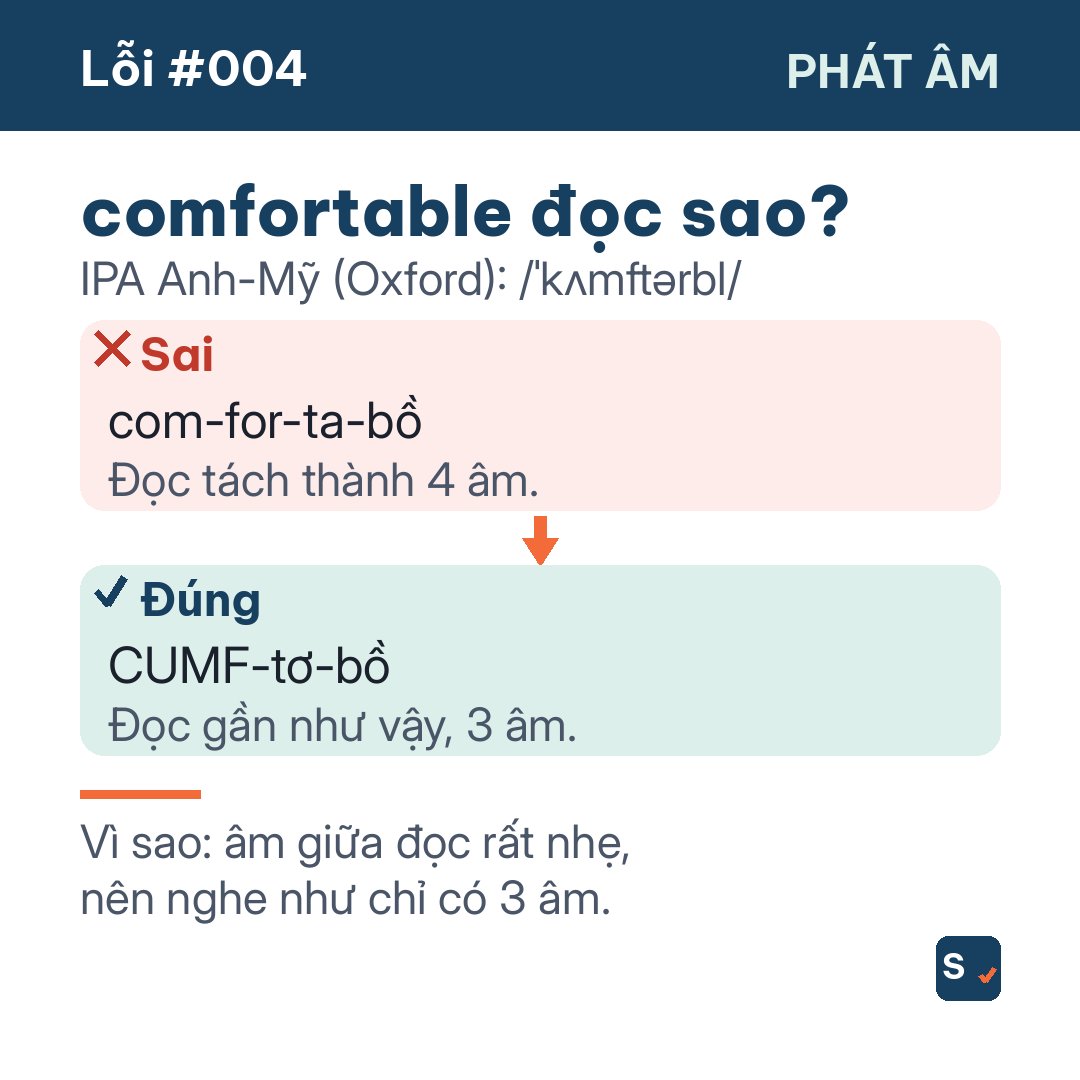 Lỗi #004
PHÁT ÂM
comfortable đọc sao?
IPA Anh-Mỹ (Oxford): /ˈkʌmftərbl/
Sai
com-for-ta-bồ
Đọc tách thành 4 âm.
Đúng
CUMF-tơ-bồ
Đọc gần như vậy, 3 âm.
Vì sao: âm giữa đọc rất nhẹ,
nên nghe như chỉ có 3 âm.
S